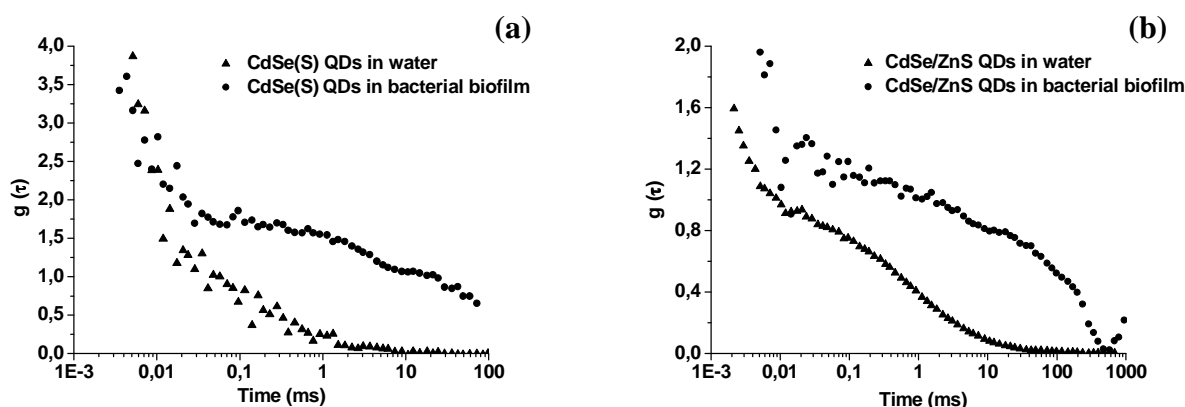 (a)
4,0
3,5
3,0
2,5
2,0
1,5
1,0
0,5
0,0
g (τ)
CdSe(S) QDs in water
CdSe(S) QDs in bacterial biofilm
1E-3 0,01 0,1 1 10 100
Time (ms)
(b)
2,0
1,6
1,2
0,8
0,4
0,0
g (τ)
CdSe/ZnS QDs in water
CdSe/ZnS QDs in bacterial biofilm
1E-3 0,01 0,1 1 10 100 1000
Time (ms)